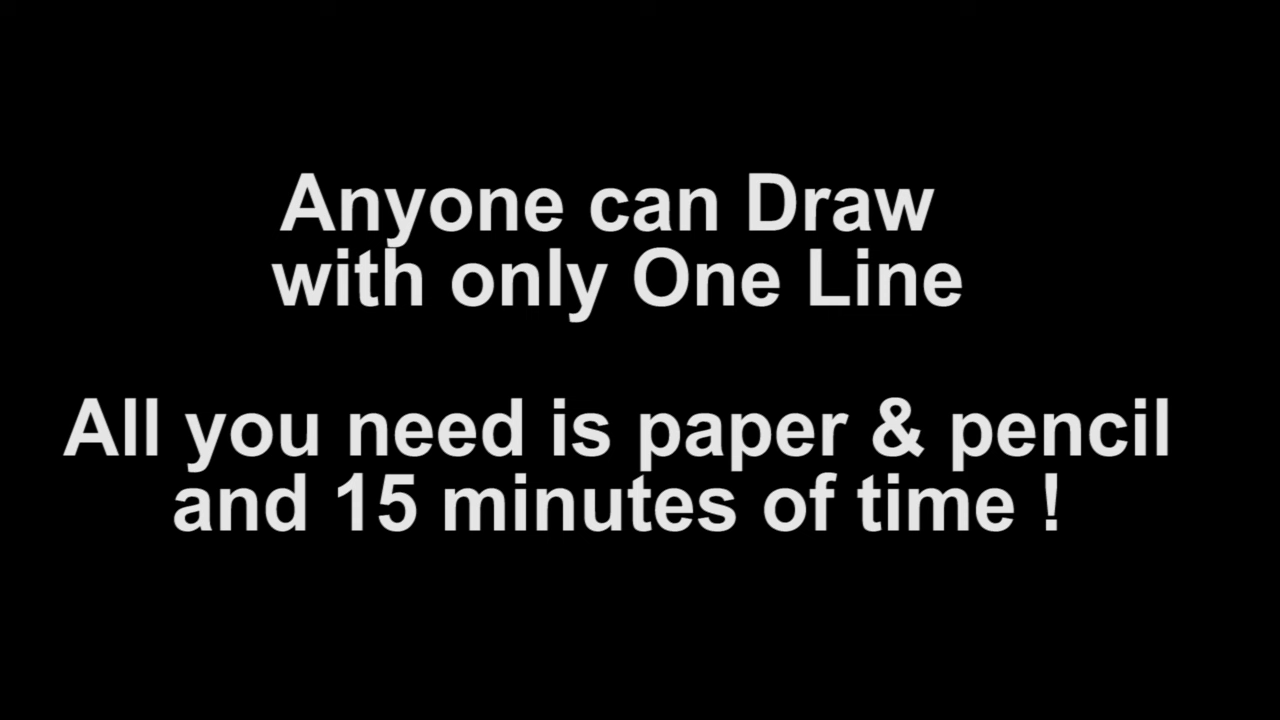 Anyone can Draw
with only One Line
All you need is paper & pencil
and 15 minutes of time !